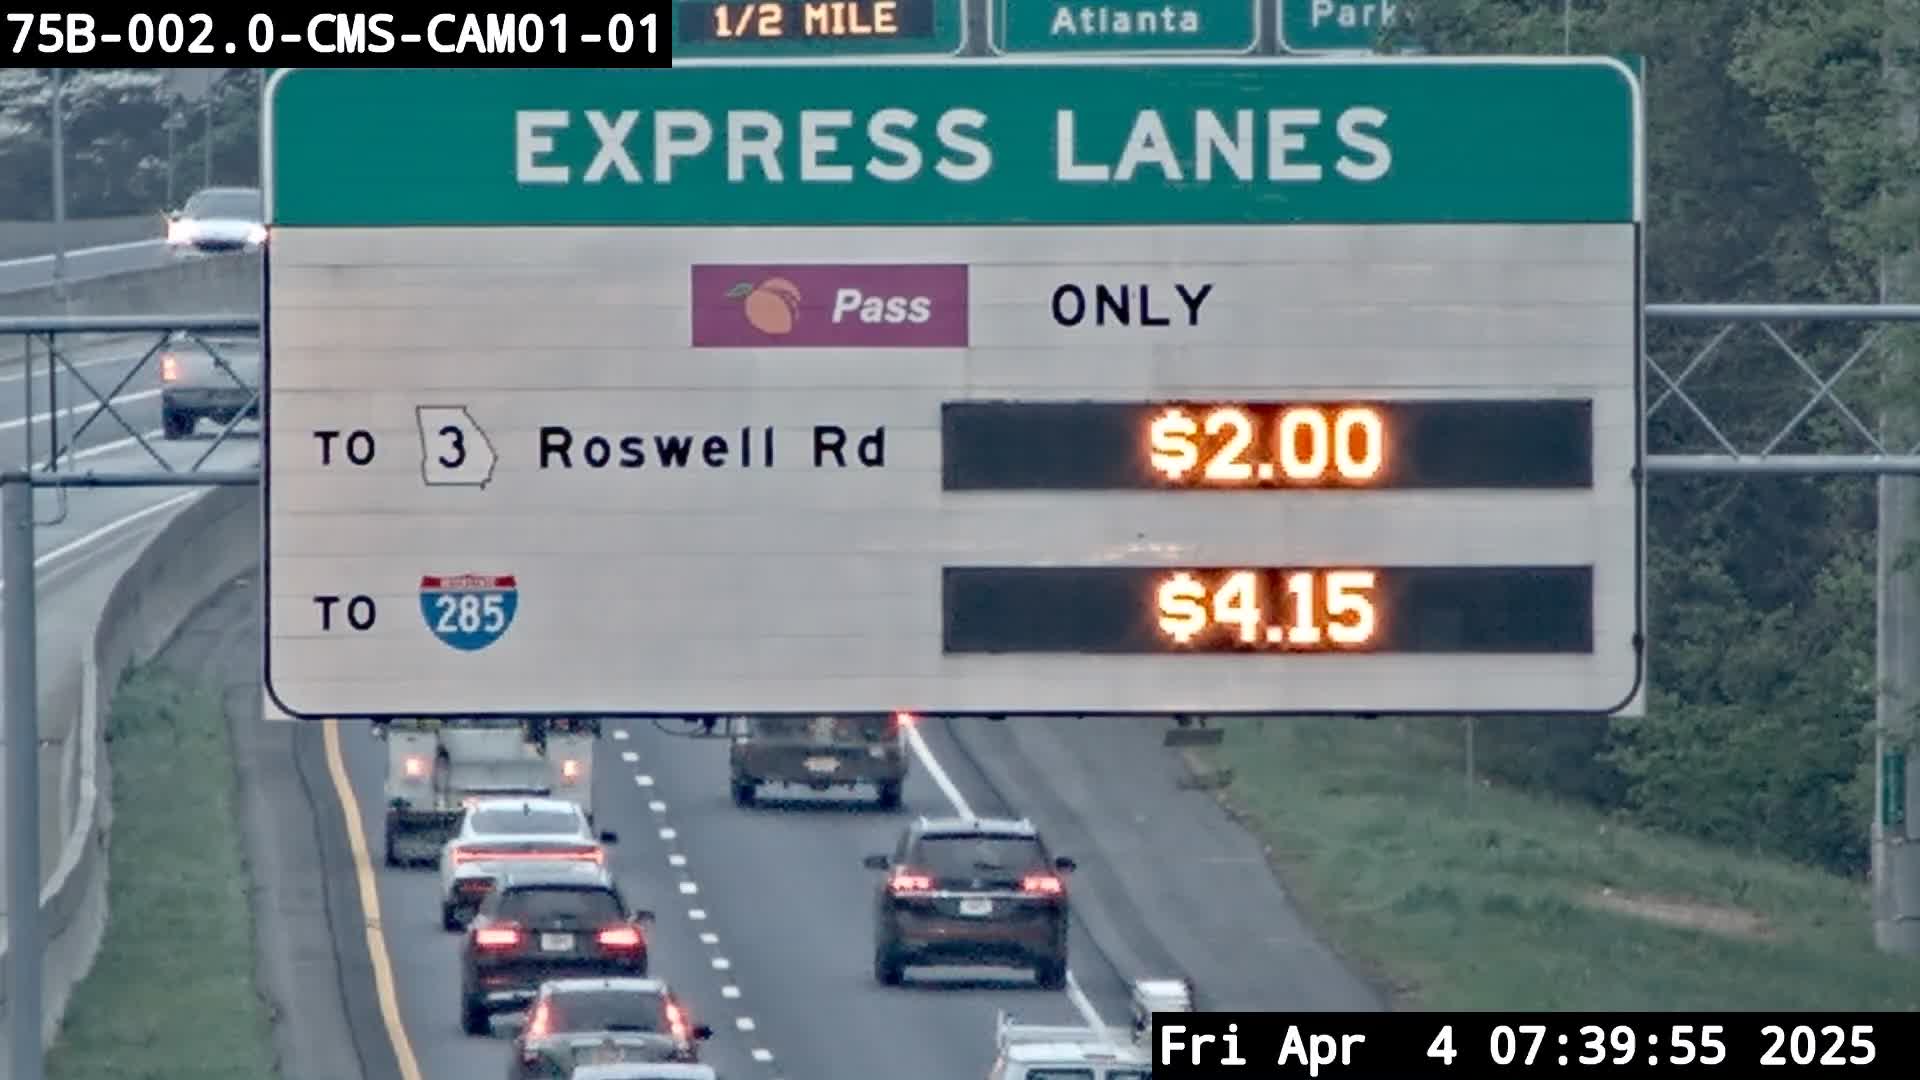 75B-002.0-CMS-CAM01-01
1/2 MILE
Atlanta
Park
EXPRESS LANES
Pass ONLY
TO 3 Roswell Rd $2.00
TO 285 $4.15
Fri Apr 4 07:39:55 2025